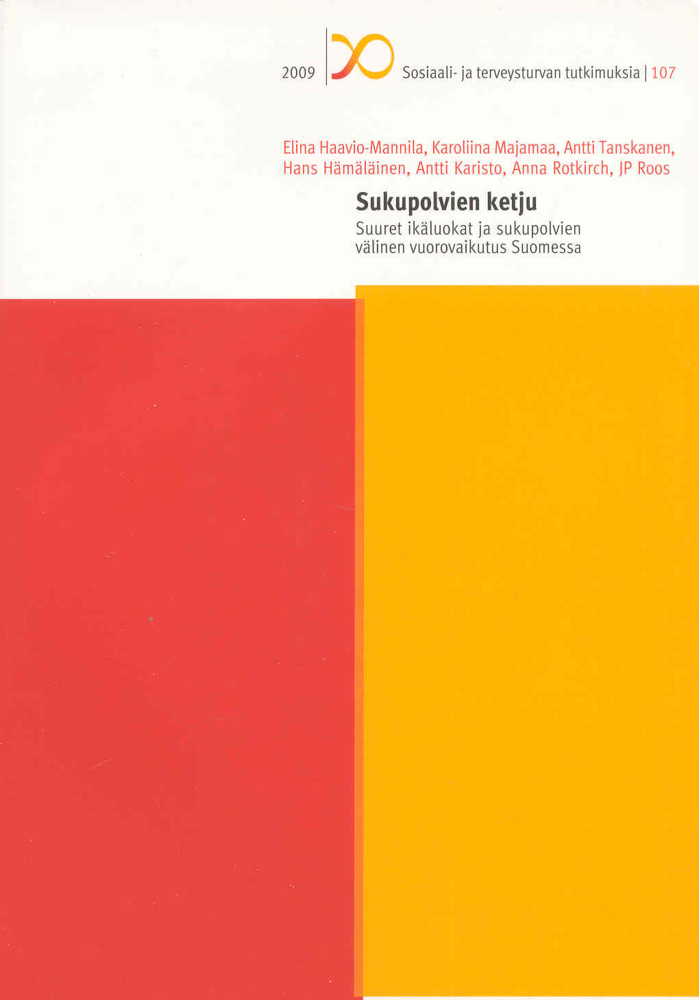 2009
Sosiaali- ja terveysturvan tutkimuksia | 107
Elina Haavio-Mannila, Karoliina Majamaa, Antti Tanskanen,
Hans Hämäläinen, Antti Karisto, Anna Rotkirch, JP Roos
Sukupolvien ketju
Suuret ikäluokat ja sukupolvien
välinen vuorovaikutus Suomessa